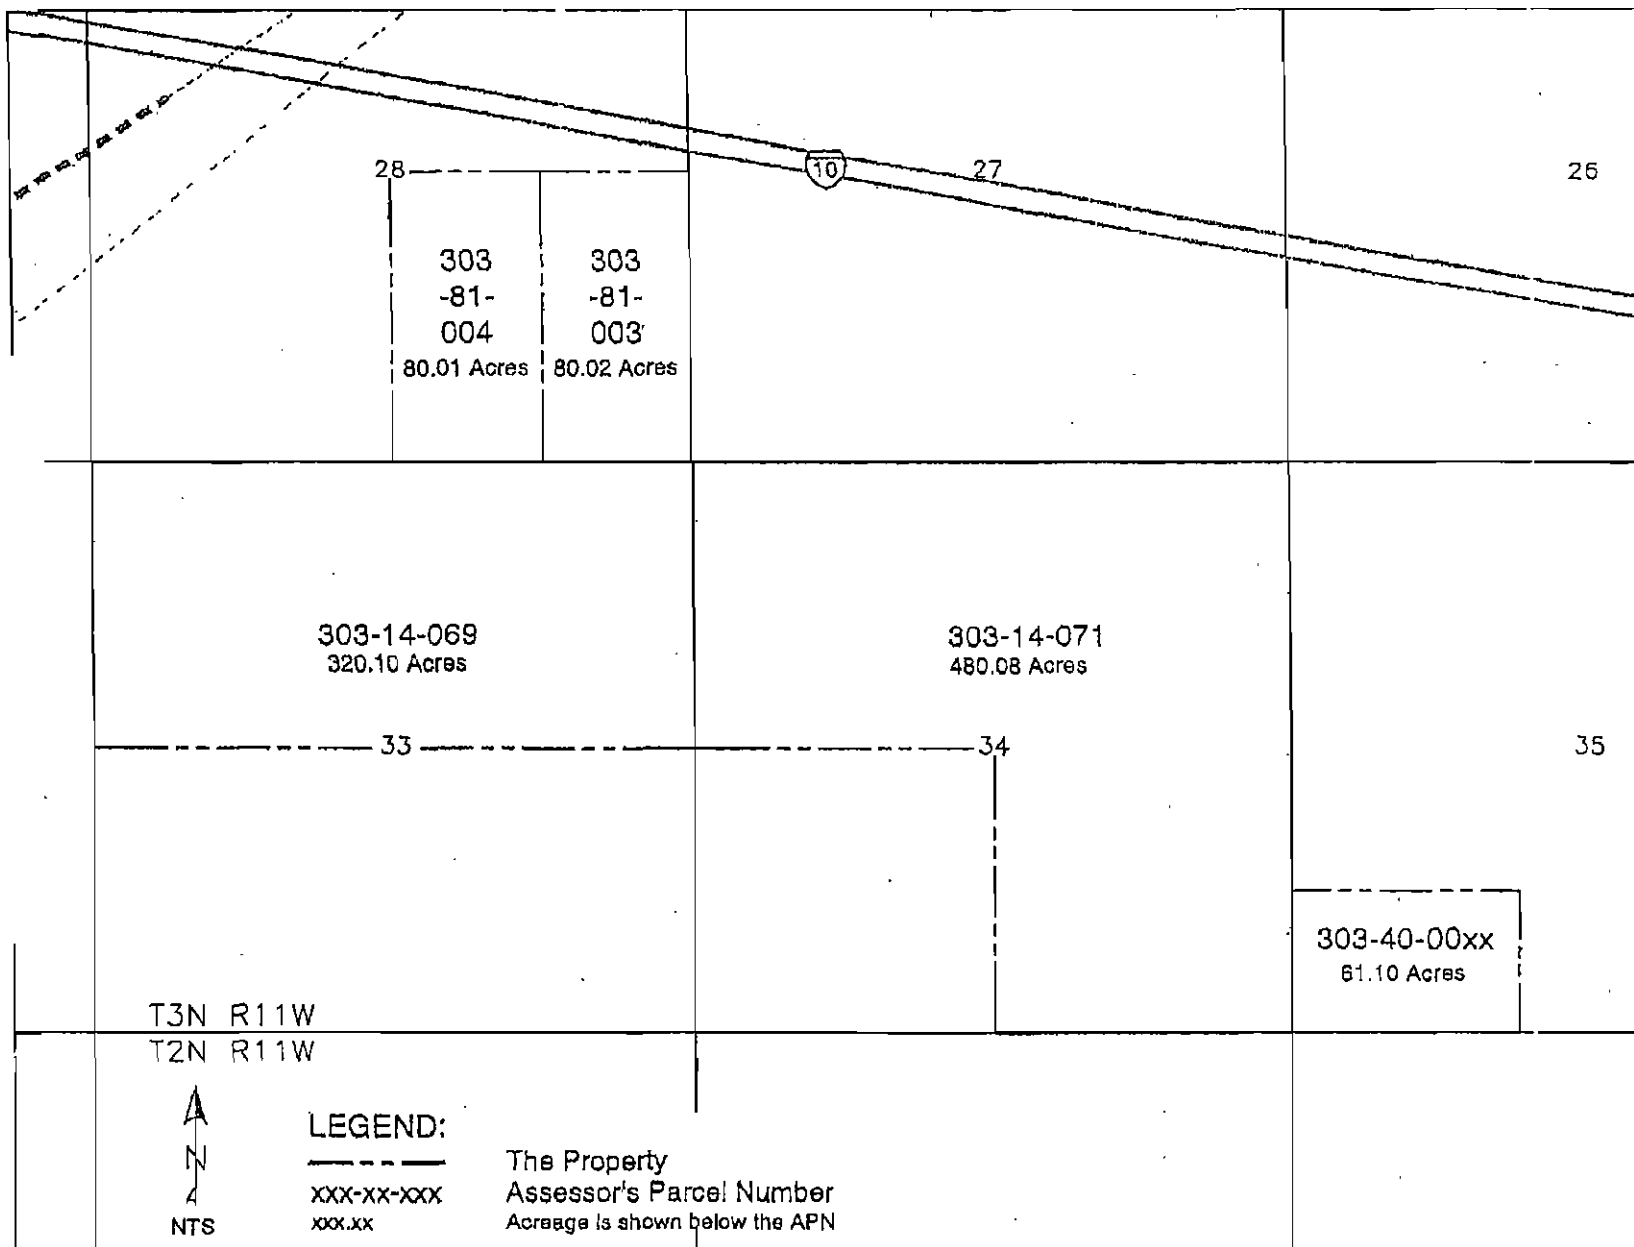 10
28
27
26
303
-81-
004
80.01 Acres
303
-81-
003
80.02 Acres
303-14-069
320.10 Acres
303-14-071
480.08 Acres
33
34
35
303-40-00xx
61.10 Acres
T3N R11W
T2N R11W
N
NTS
LEGEND:
The Property
xxx-xx-xxx Assessor's Parcel Number
xxx.xx Acreage is shown below the APN